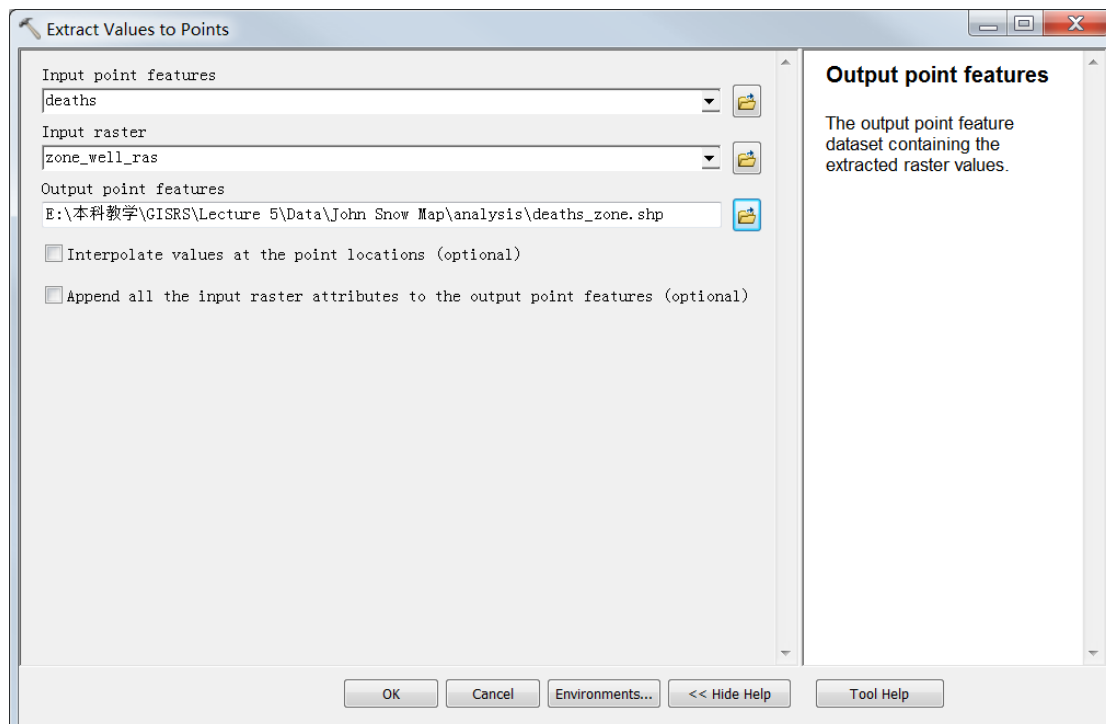 Extract Values to Points
Input point features
deaths
Input raster
zone_well_ras
Output point features
E:\本科教学\GISRS\Lecture 5\Data\John Snow Map\analysis\deaths_zone.shp
Interpolate values at the point locations (optional)
Append all the input raster attributes to the output point features (optional)
Output point features
The output point feature
dataset containing the
extracted raster values.
OK
Cancel
Environments...
<< Hide Help
Tool Help